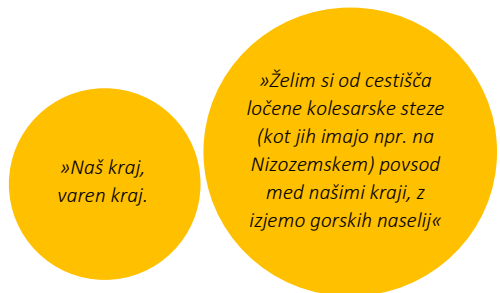 »Naš kraj,
varen kraj.
»Želim si od cestišča
ločene kolesarske steze
(kot jih imajo npr. na
Nizozemskem) povsod
med našimi kraji, z
izjemo gorskih naselij«